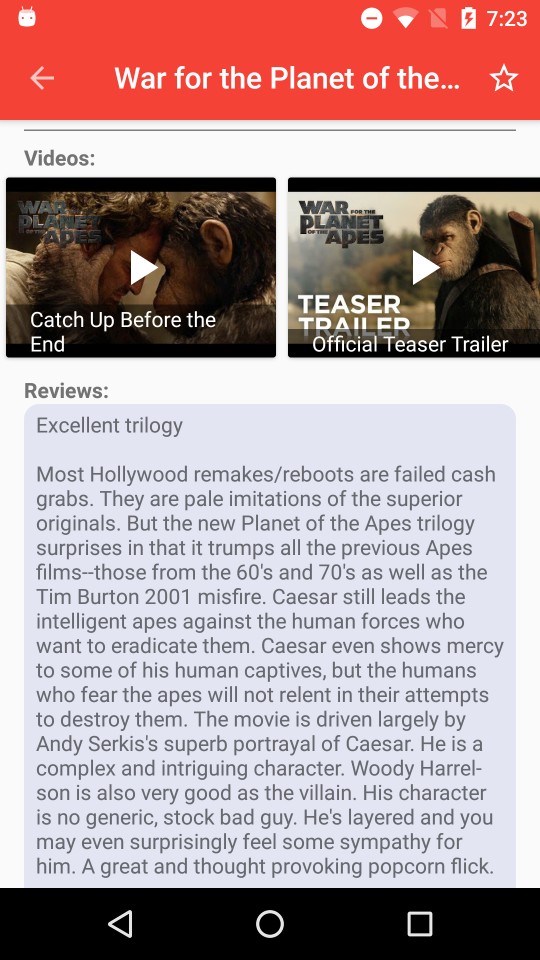 7:23
War for the Planet of the...
Videos:
WAR
PLANET
OF THE APES
Catch Up Before the
End
WAR FOR THE
PLANET
OF THE APES
TEASER
TRAILER
Official Teaser Trailer
Reviews:
Excellent trilogy
Most Hollywood remakes/reboots are failed cash
grabs. They are pale imitations of the superior
originals. But the new Planet of the Apes trilogy
surprises in that it trumps all the previous Apes
films--those from the 60's and 70's as well as the
Tim Burton 2001 misfire. Caesar still leads the
intelligent apes against the human forces who
want to eradicate them. Caesar even shows mercy
to some of his human captives, but the humans
who fear the apes will not relent in their attempts
to destroy them. The movie is driven largely by
Andy Serkis's superb portrayal of Caesar. He is a
complex and intriguing character. Woody Harrel-
son is also very good as the villain. His character
is no generic, stock bad guy. He's layered and you
may even surprisingly feel some sympathy for
him. A great and thought provoking popcorn flick.